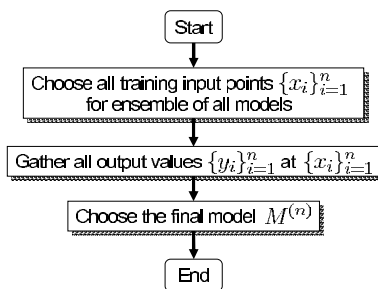 Start
Choose all training input points $\{x_i\}_{i=1}^{n}$
for ensemble of all models
Gather all output values $\{y_i\}_{i=1}^{n}$ at $\{x_i\}_{i=1}^{n}$
Choose the final model $M^{(n)}$
End